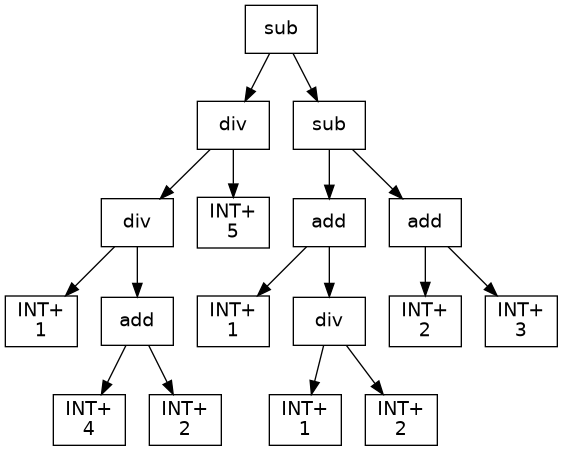 sub
div
sub
div
INT+
5
add
add
INT+
1
add
INT+
1
div
INT+
2
INT+
3
INT+
4
INT+
2
INT+
1
INT+
2